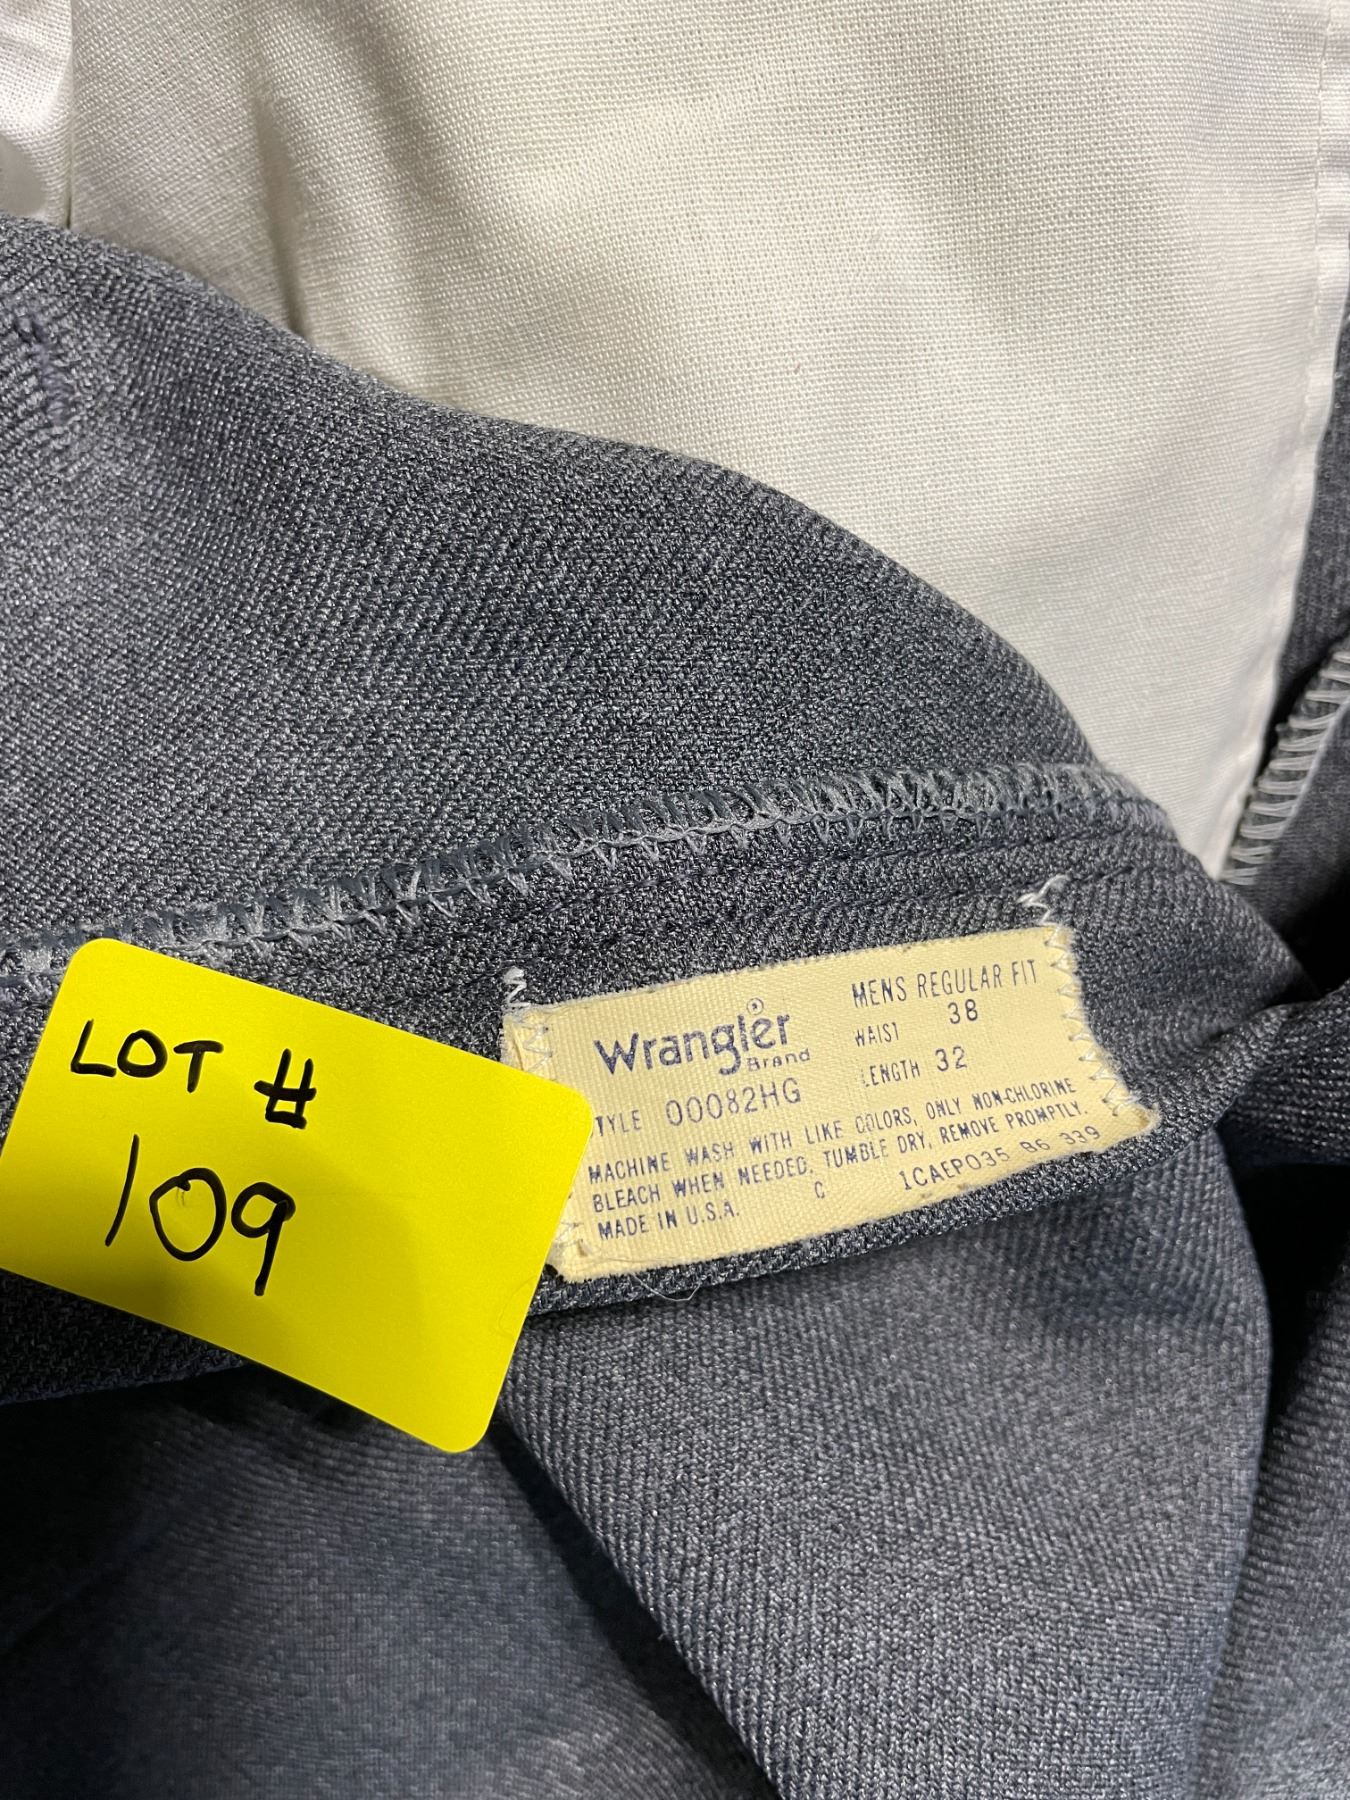 LOT #
109
Wrangler®
Brand
MENS REGULAR FIT
WAIST 38
LENGTH 32
TYLE 00082HG
MACHINE WASH WITH LIKE COLORS, ONLY NON-CHLORINE
BLEACH WHEN NEEDED. TUMBLE DRY, REMOVE PROMPTLY.
MADE IN U.S.A. C 1CAEP035 86 339